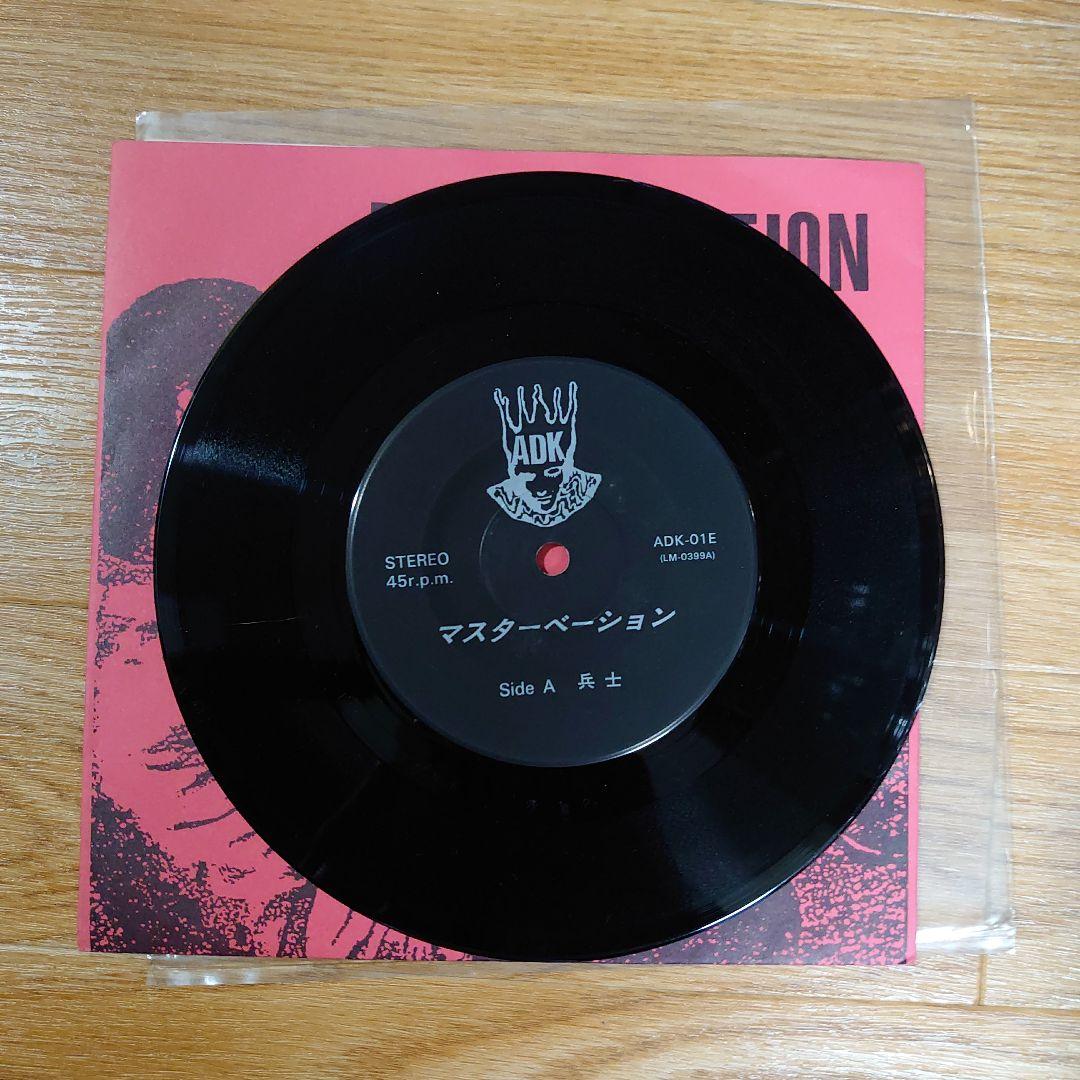 TION
ADK
STEREO
45r.p.m.
ADK-01E
(LM-0399A)
マスターベーション
Side A 兵士